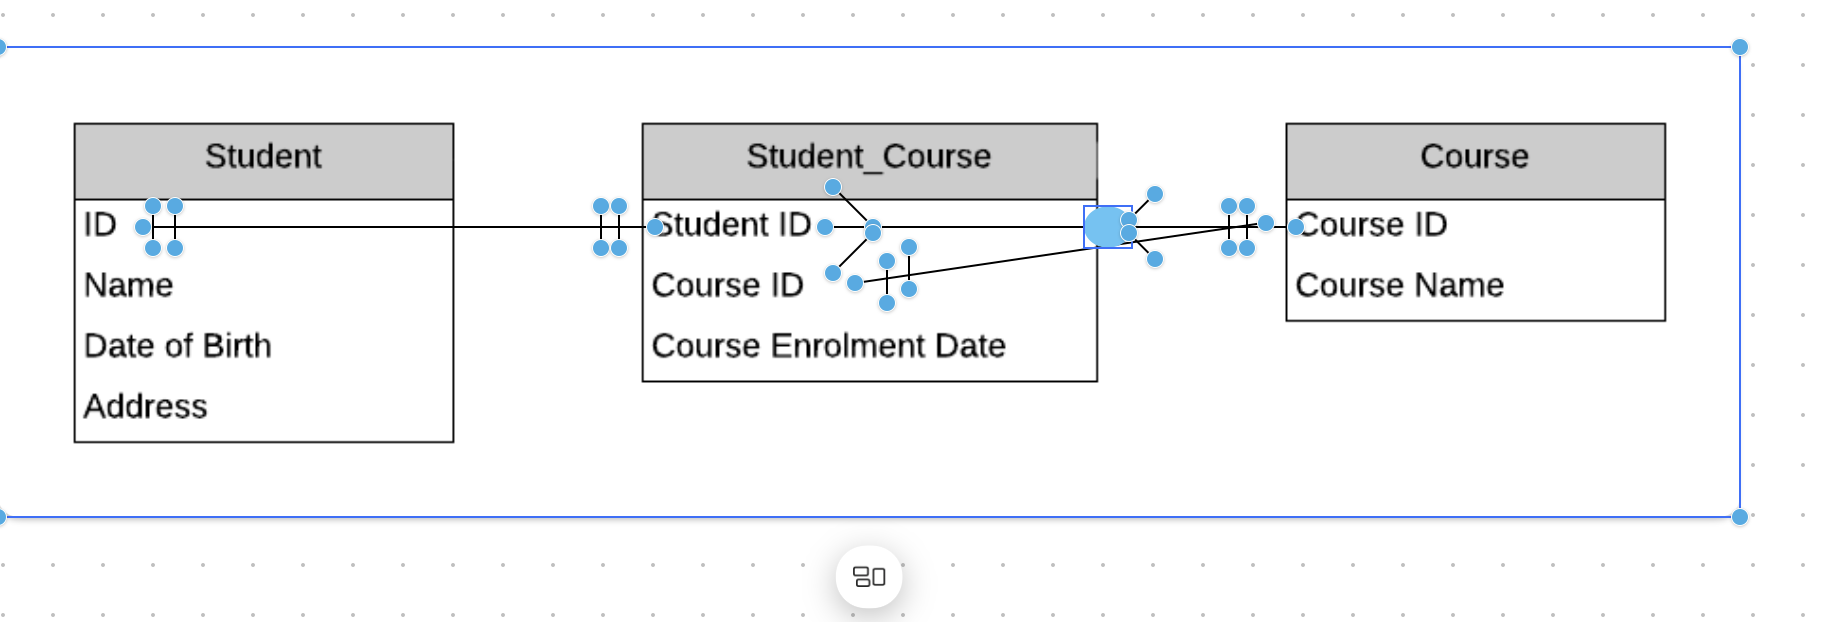 Student
ID
Name
Date of Birth
Address
Student_Course
Student ID
Course ID
Course Enrolment Date
Course
Course ID
Course Name